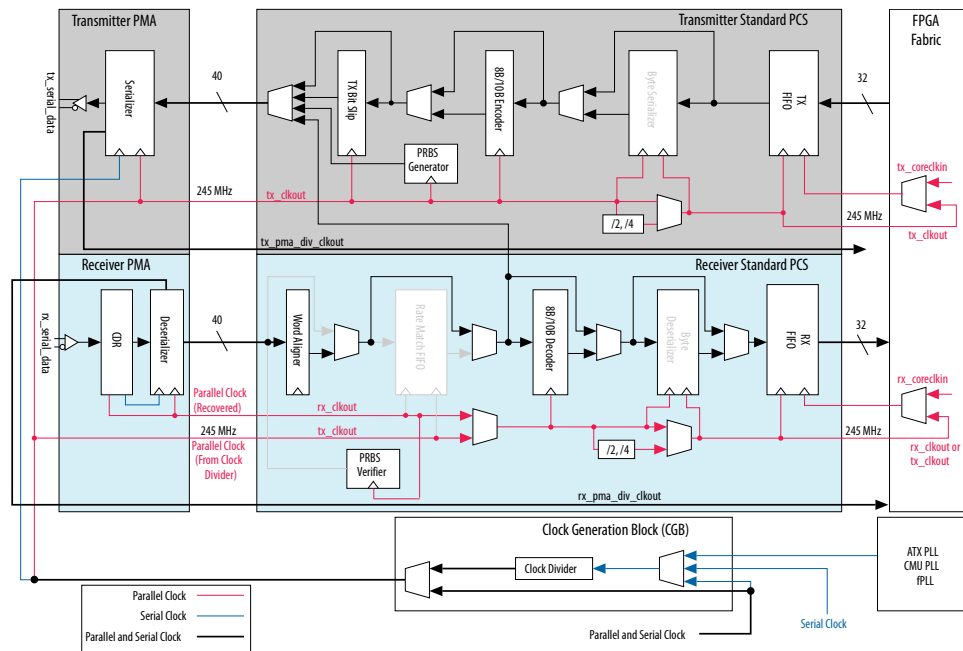 Transmitter PMA
Transmitter Standard PCS
FPGA
Fabric
tx_serial_data
Serializer
40
TX Bit Slip
8B/10B Encoder
Byte Serializer
TX
FIFO
32
PRBS
Generator
tx_coreclkin
245 MHz
tx_clkout
/2, /4
245 MHz
tx_clkout
tx_pma_div_clkout
Receiver PMA
Receiver Standard PCS
rx_serial_data
CDR
Deserializer
40
Word Aligner
Rate Match FIFO
8B/10B Decoder
Byte
Deserializer
RX
FIFO
32
Parallel Clock
(Recovered)
rx_clkout
rx_coreclkin
245 MHz
tx_clkout
245 MHz
Parallel Clock
(From Clock
Divider)
/2, /4
rx_clkout or
tx_clkout
PRBS
Verifier
rx_pma_div_clkout
Clock Generation Block (CGB)
Clock Divider
ATX PLL
CMU PLL
fPLL
Parallel Clock
Serial Clock
Parallel and Serial Clock
Parallel and Serial Clock
Serial Clock